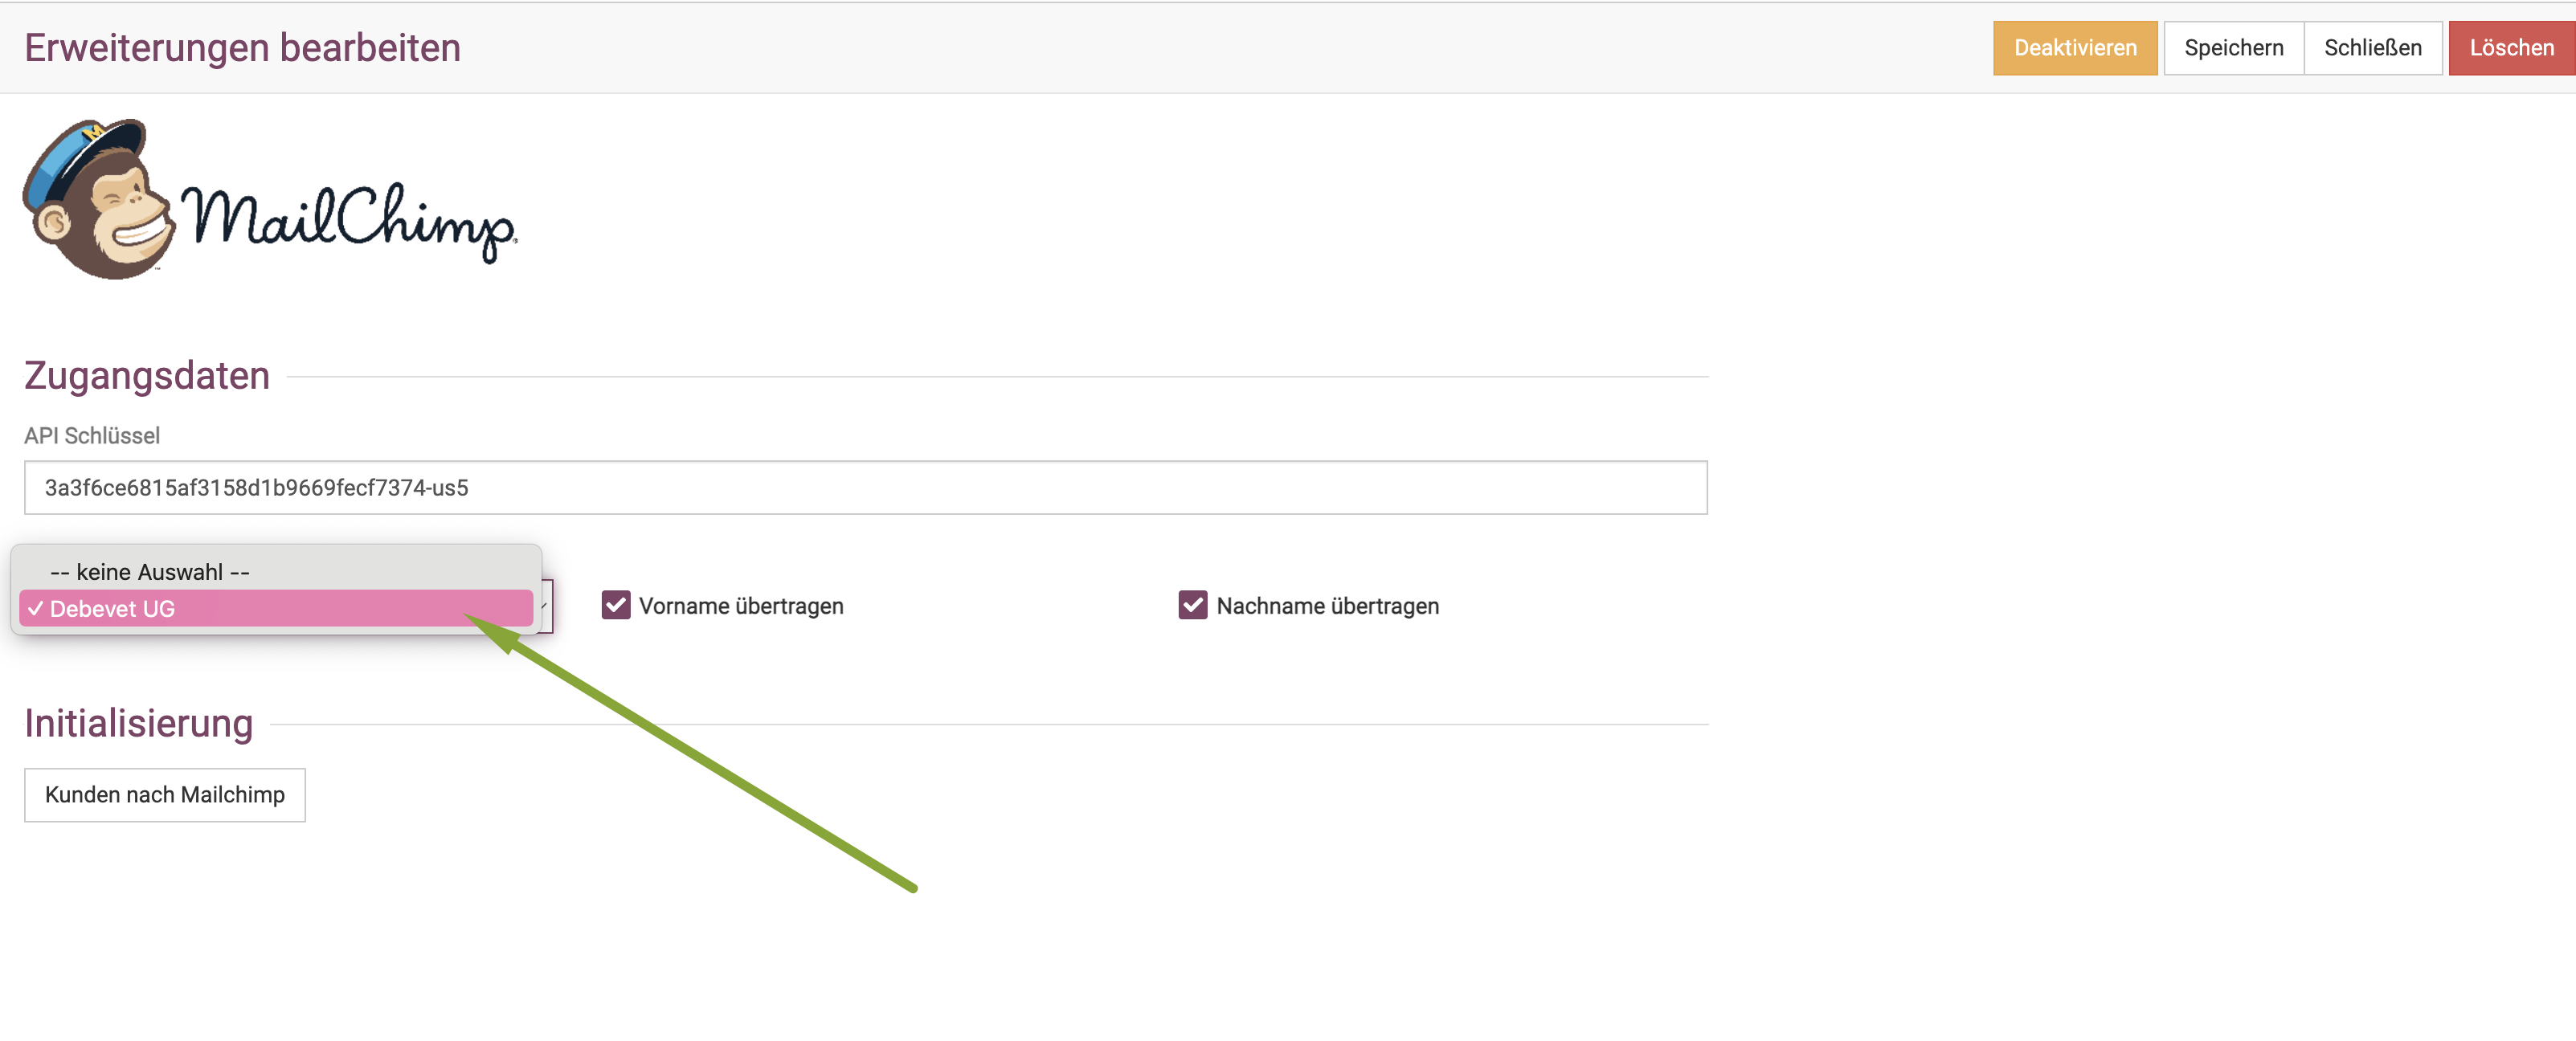 Erweiterungen bearbeiten
Deaktivieren
Speichern
Schließen
Löschen
M
MailChimp
Zugangsdaten
API Schlüssel
3a3f6ce6815af3158d1b9669fecf7374-us5
-- keine Auswahl --
✓ Debevet UG
Vorname übertragen
Nachname übertragen
Initialisierung
Kunden nach Mailchimp